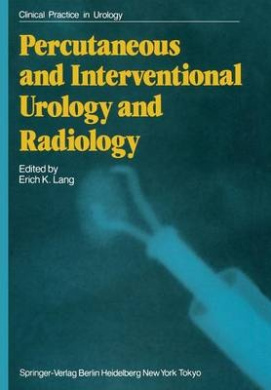 Clinical Practice in Urology
Percutaneous
and Interventional
Urology and
Radiology
Edited by
Erich K. Lang
Springer-Verlag Berlin Heidelberg New York Tokyo